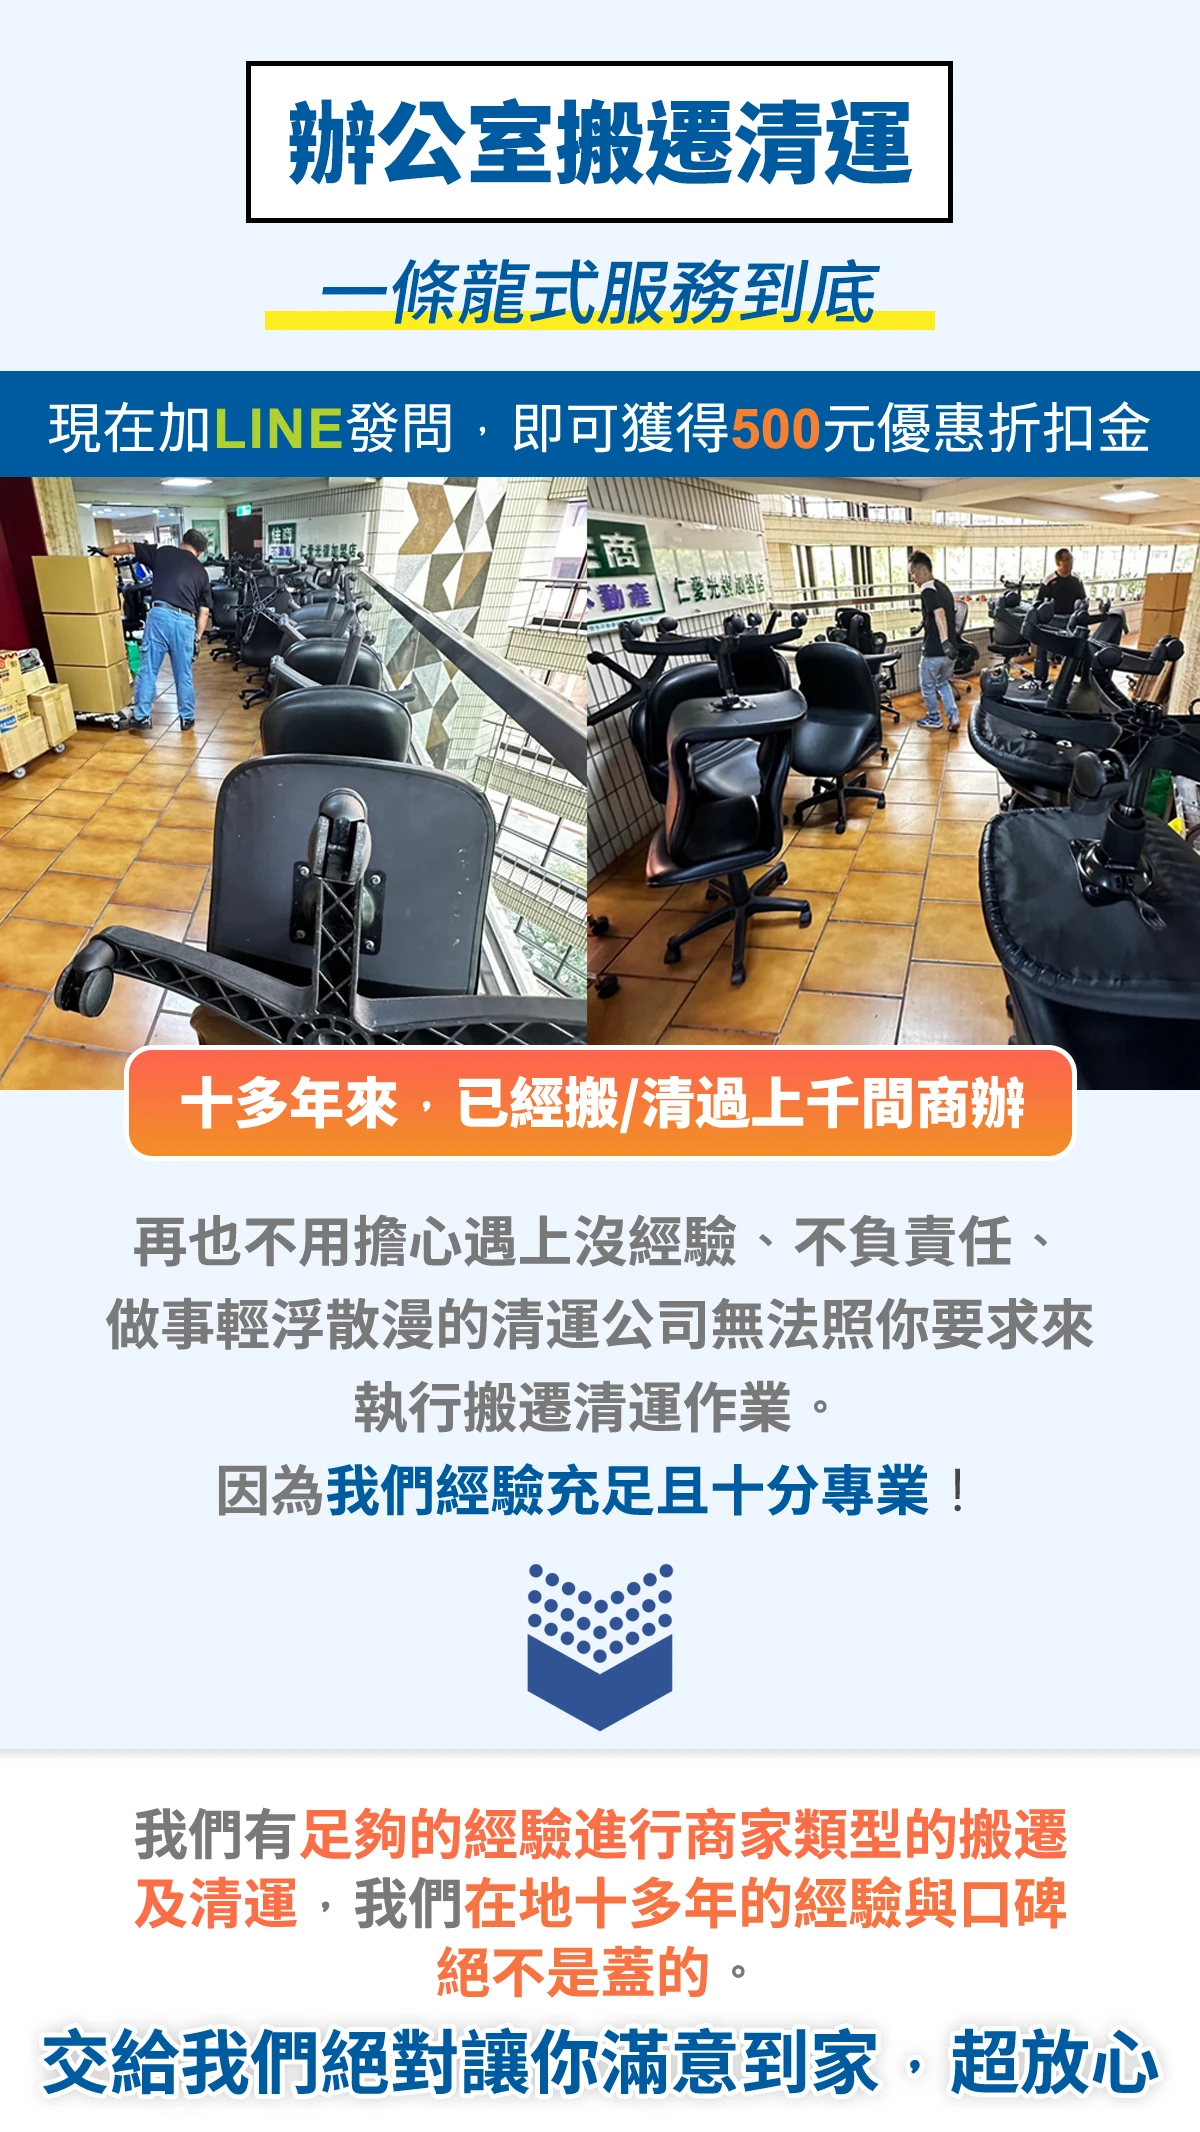 辦公室搬遷清運
一條龍式服務到底
現在加LINE發問，即可獲得500元優惠折扣金
住商
不動產
商
動產
十多年來，已經搬/清過上千間商辦
再也不用擔心遇上沒經驗、不負責任、
做事輕浮散漫的清運公司無法照你要求來
執行搬遷清運作業。
因為我們經驗充足且十分專業！
我們有足夠的經驗進行商家類型的搬遷
及清運，我們在地十多年的經驗與口碑
絕不是蓋的。
交給我們絕對讓你滿意到家，超放心